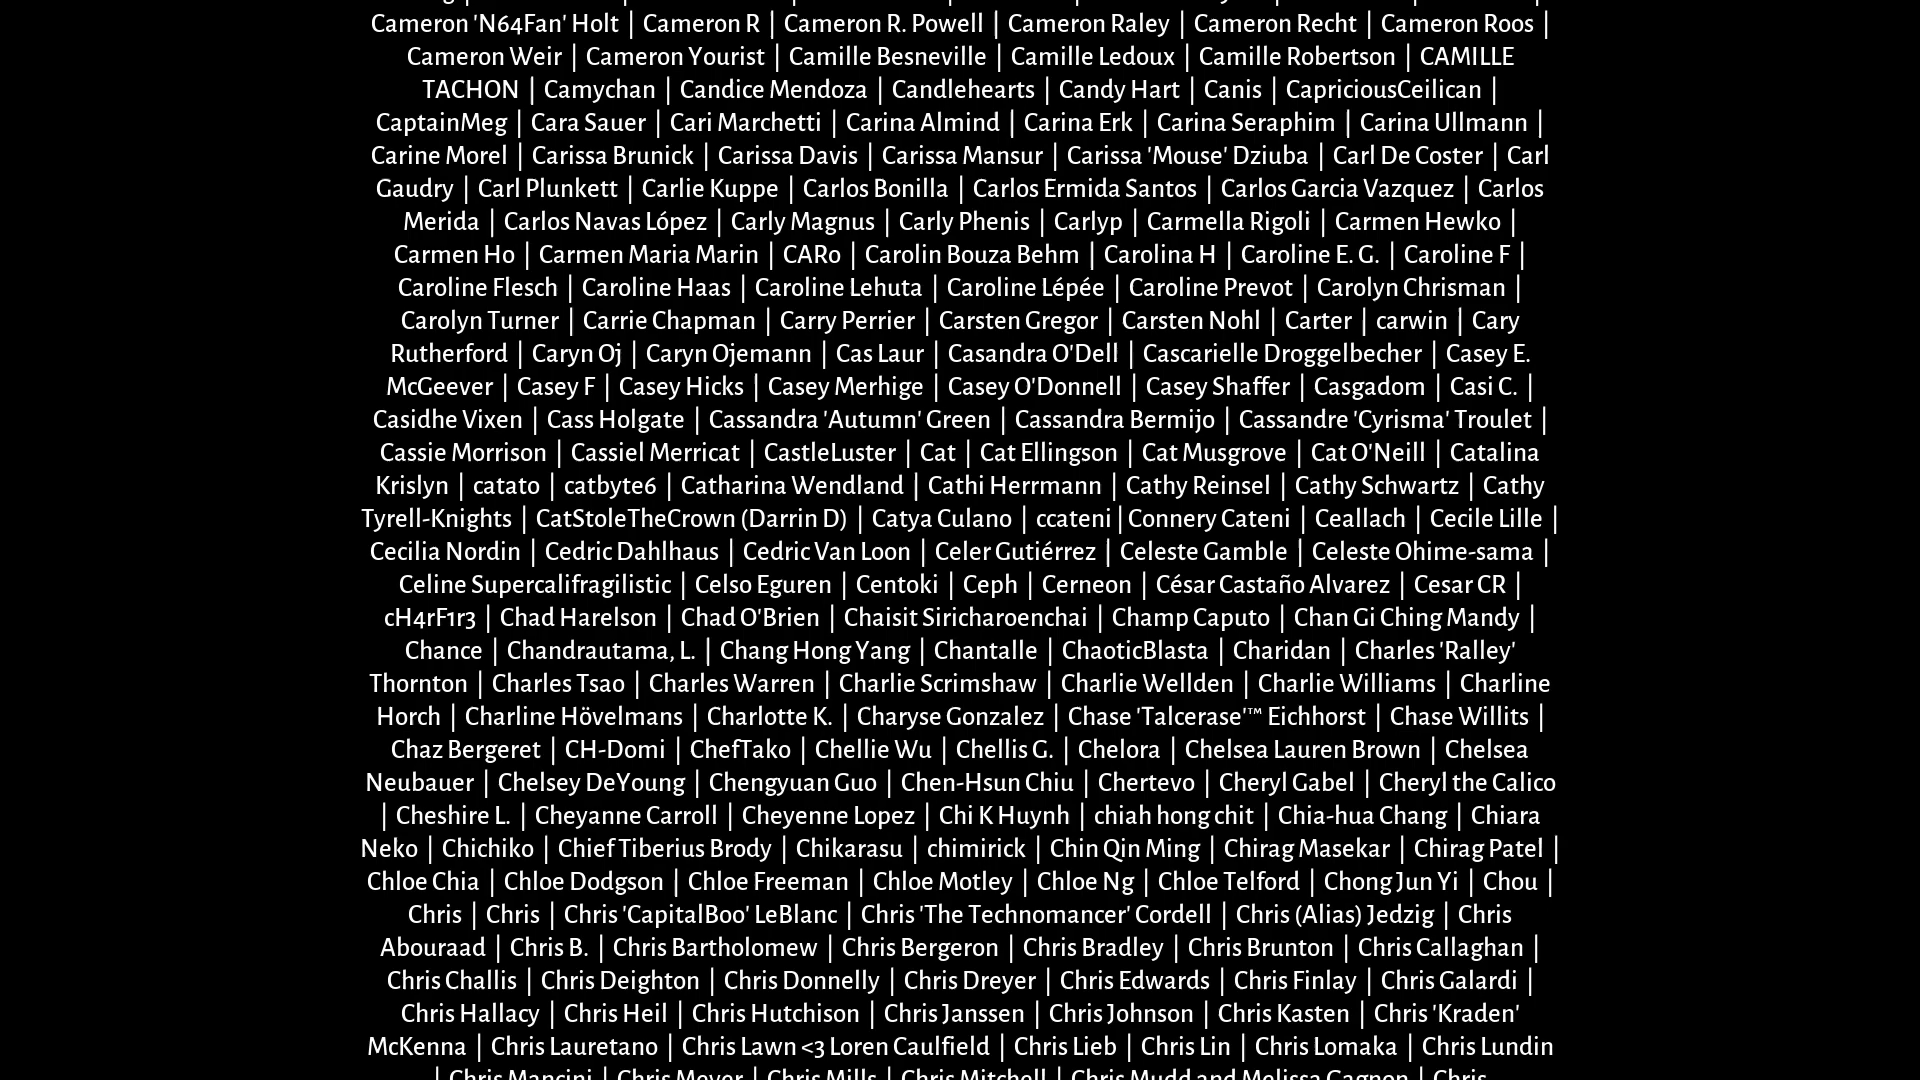 Cameron 'N64Fan' Holt | Cameron R | Cameron R. Powell | Cameron Raley | Cameron Recht | Cameron Roos |
Cameron Weir | Cameron Yourist | Camille Besneville | Camille Ledoux | Camille Robertson | CAMILLE
TACHON | Camychan | Candice Mendoza | Candlehearts | Candy Hart | Canis | CapriciousCeilican |
CaptainMeg | Cara Sauer | Cari Marchetti | Carina Almind | Carina Erk | Carina Seraphim | Carina Ullmann |
Carine Morel | Carissa Brunick | Carissa Davis | Carissa Mansur | Carissa 'Mouse' Dziuba | Carl De Coster | Carl
Gaudry | Carl Plunkett | Carlie Kuppe | Carlos Bonilla | Carlos Ermida Santos | Carlos Garcia Vazquez | Carlos
Merida | Carlos Navas López | Carly Magnus | Carly Phenis | Carlyp | Carmella Rigoli | Carmen Hewko |
Carmen Ho | Carmen Maria Marin | CARo | Carolin Bouza Behm | Carolina H | Caroline E. G. | Caroline F |
Caroline Flesch | Caroline Haas | Caroline Lehuta | Caroline Lépée | Caroline Prevot | Carolyn Chrisman |
Carolyn Turner | Carrie Chapman | Carry Perrier | Carsten Gregor | Carsten Nohl | Carter | carwin | Cary
Rutherford | Caryn Oj | Caryn Ojemann | Cas Laur | Casandra O'Dell | Cascarielle Droggelbecher | Casey E.
McGeever | Casey F | Casey Hicks | Casey Merhige | Casey O'Donnell | Casey Shaffer | Casgadom | Casi C. |
Casidhe Vixen | Cass Holgate | Cassandra 'Autumn' Green | Cassandra Bermijo | Cassandre 'Cyrisma' Troulet |
Cassie Morrison | Cassiel Merricat | CastleLuster | Cat | Cat Ellingson | Cat Musgrove | Cat O'Neill | Catalina
Krislyn | catato | catbyte6 | Catharina Wendland | Cathi Herrmann | Cathy Reinsel | Cathy Schwartz | Cathy
Tyrell-Knights | CatStoleTheCrown (Darrin D) | Catya Culano | ccateni | Connery Cateni | Ceallach | Cecile Lille |
Cecilia Nordin | Cedric Dahlhaus | Cedric Van Loon | Celer Gutiérrez | Celeste Gamble | Celeste Ohime-sama |
Celine Supercalifragilistic | Celso Eguren | Centoki | Ceph | Cerneon | César Castaño Alvarez | Cesar CR |
cH4rF1r3 | Chad Harelson | Chad O'Brien | Chaisit Siricharoenchai | Champ Caputo | Chan Gi Ching Mandy |
Chance | Chandrautama, L. | Chang Hong Yang | Chantalle | ChaoticBlasta | Charidan | Charles 'Ralley'
Thornton | Charles Tsao | Charles Warren | Charlie Scrimshaw | Charlie Wellden | Charlie Williams | Charline
Horch | Charline Hövelmans | Charlotte K. | Charyse Gonzalez | Chase 'Talcerase'™ Eichhorst | Chase Willits |
Chaz Bergeret | CH-Domi | ChefTako | Chellie Wu | Chellis G. | Chelora | Chelsea Lauren Brown | Chelsea
Neubauer | Chelsey DeYoung | Chengyuan Guo | Chen-Hsun Chiu | Chertevo | Cheryl Gabel | Cheryl the Calico
| Cheshire L. | Cheyanne Carroll | Cheyenne Lopez | Chi K Huynh | chiah hong chit | Chia-hua Chang | Chiara
Neko | Chichiko | Chief Tiberius Brody | Chikarasu | chimirick | Chin Qin Ming | Chirag Masekar | Chirag Patel |
Chloe Chia | Chloe Dodgson | Chloe Freeman | Chloe Motley | Chloe Ng | Chloe Telford | Chong Jun Yi | Chou |
Chris | Chris | Chris 'CapitalBoo' LeBlanc | Chris 'The Technomancer' Cordell | Chris (Alias) Jedzig | Chris
Abouraad | Chris B. | Chris Bartholomew | Chris Bergeron | Chris Bradley | Chris Brunton | Chris Callaghan |
Chris Challis | Chris Deighton | Chris Donnelly | Chris Dreyer | Chris Edwards | Chris Finlay | Chris Galardi |
Chris Hallacy | Chris Heil | Chris Hutchison | Chris Janssen | Chris Johnson | Chris Kasten | Chris 'Kraden'
McKenna | Chris Lauretano | Chris Lawn <3 Loren Caulfield | Chris Lieb | Chris Lin | Chris Lomaka | Chris Lundin
| Chris Mancini | Chris Meyer | Chris Mills | Chris Mitchell | Chris Mudd and Melissa Gagnon | Chris